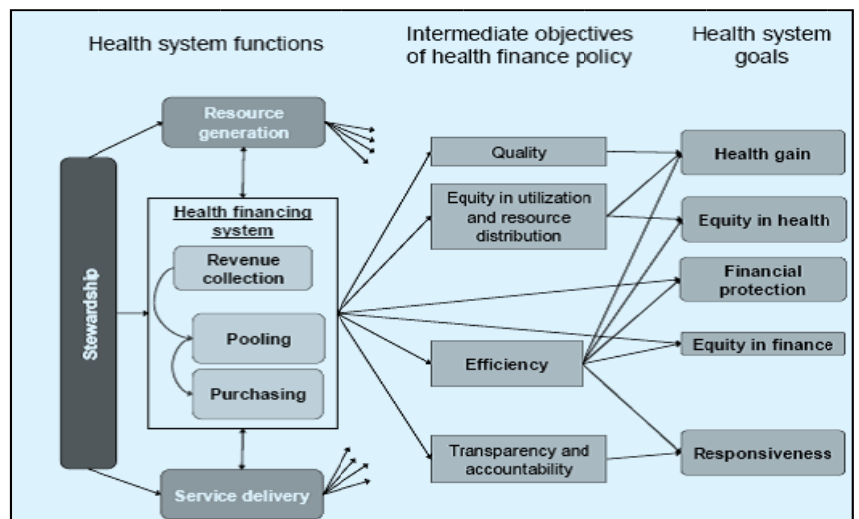 Health system functions
Intermediate objectives
of health finance policy
Health system
goals
Resource
generation
Stewardship
Health financing
system
Revenue
collection
Pooling
Purchasing
Service delivery
Quality
Equity in utilization
and resource
distribution
Efficiency
Transparency and
accountability
Health gain
Equity in health
Financial
protection
Equity in finance
Responsiveness